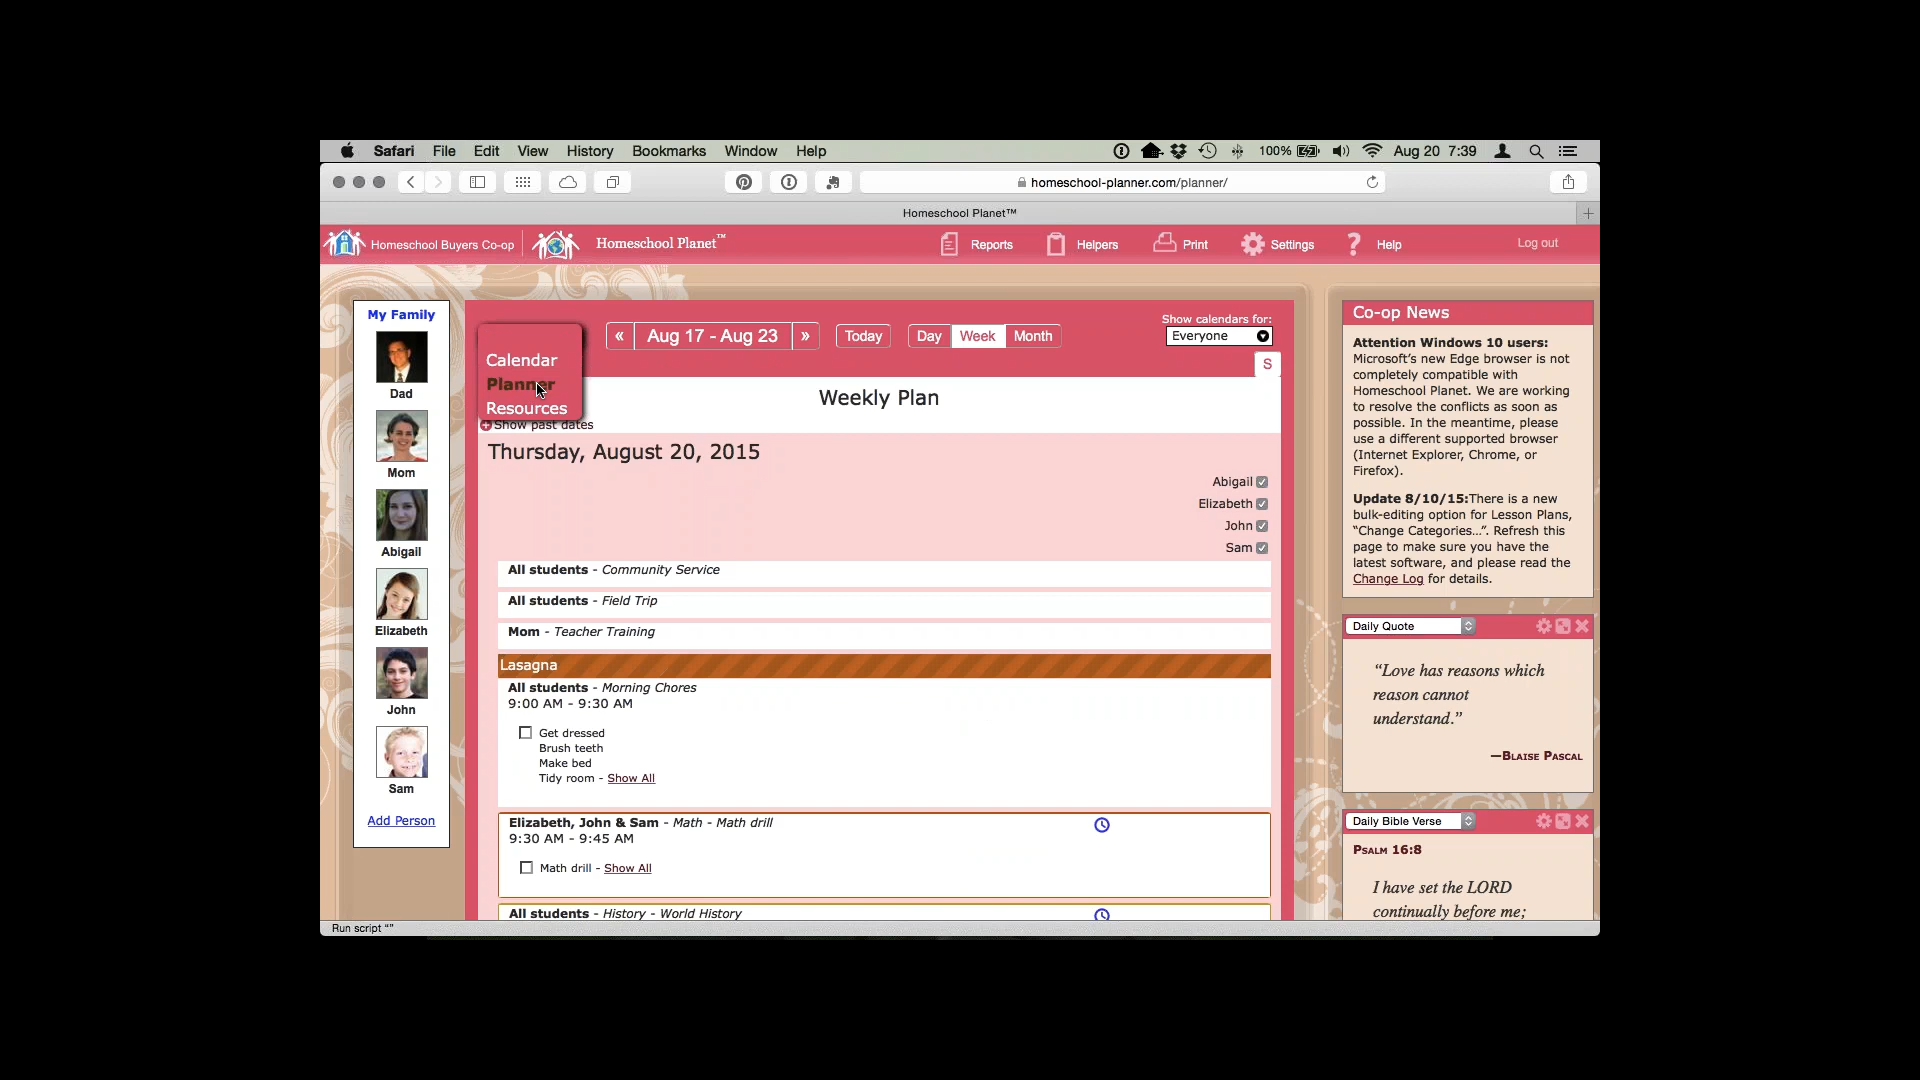 Safari File Edit View History Bookmarks Window Help 100% Aug 20 7:39
homeschool-planner.com/planner/
Homeschool Planet™
Homeschool Buyers Co-op Homeschool Planet™ Reports Helpers Print Settings ? Help Log out
My Family
Dad
Mom
Abigail
Elizabeth
John
Sam
Add Person
Calendar
Planner
Resources
« Aug 17 - Aug 23 » Today Day Week Month
Show calendars for:
Everyone
S
Weekly Plan
Show past dates
Thursday, August 20, 2015
Abigail
Elizabeth
John
Sam
All students - Community Service
All students - Field Trip
Mom - Teacher Training
Lasagna
All students - Morning Chores
9:00 AM - 9:30 AM
Get dressed
Brush teeth
Make bed
Tidy room - Show All
Elizabeth, John & Sam - Math - Math drill
9:30 AM - 9:45 AM
Math drill - Show All
All students - History - World History
Co-op News
Attention Windows 10 users:
Microsoft's new Edge browser is not
completely compatible with
Homeschool Planet. We are working
to resolve the conflicts as soon as
possible. In the meantime, please
use a different supported browser
(Internet Explorer, Chrome, or
Firefox).
Update 8/10/15:There is a new
bulk-editing option for Lesson Plans,
"Change Categories...". Refresh this
page to make sure you have the
latest software, and please read the
Change Log for details.
Daily Quote
“Love has reasons which
reason cannot
understand.”
—Blaise Pascal
Daily Bible Verse
Psalm 16:8
I have set the LORD
continually before me;
Run script “”